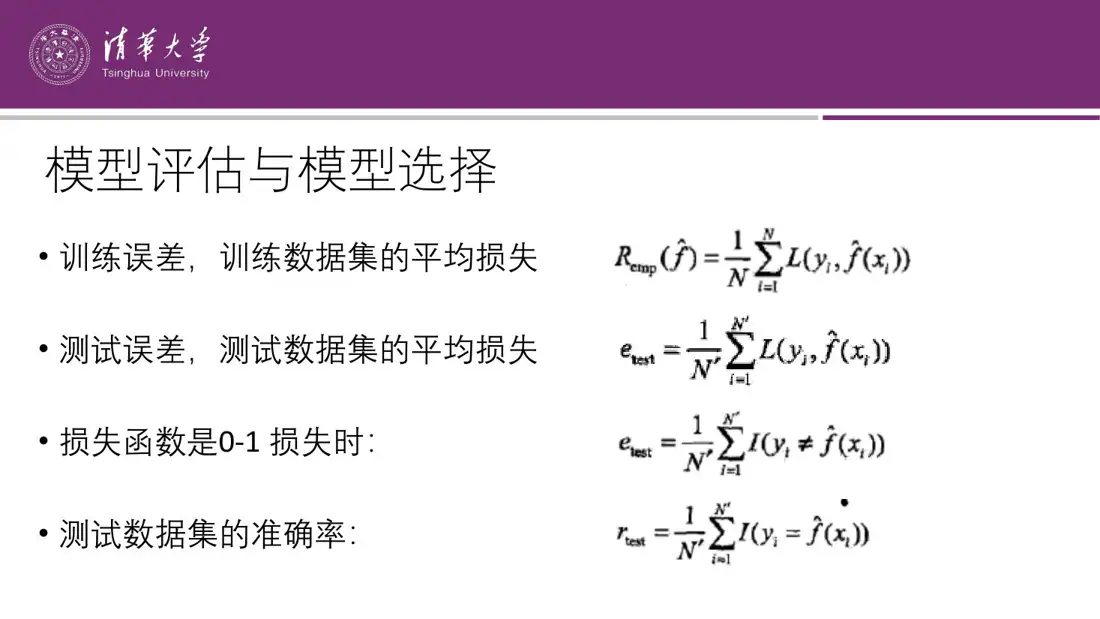 清华大学
Tsinghua University
模型评估与模型选择
• 训练误差，训练数据集的平均损失 R_emp(f̂) = 1/N ∑_{i=1}^{N} L(y_i, f̂(x_i))
• 测试误差，测试数据集的平均损失 e_test = 1/N′ ∑_{i=1}^{N′} L(y_i, f̂(x_i))
• 损失函数是0-1 损失时： e_test = 1/N′ ∑_{i=1}^{N′} I(y_i ≠ f̂(x_i))
• 测试数据集的准确率： r_test = 1/N′ ∑_{i=1}^{N′} I(y_i = f̂(x_i))